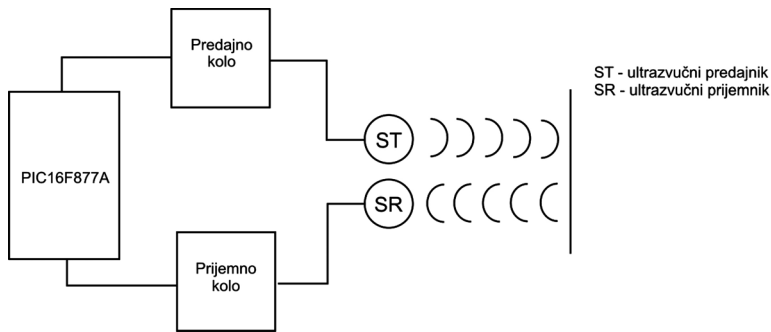 Predajno
kolo
ST - ultrazvučni predajnik
SR - ultrazvučni prijemnik
ST
PIC16F877A
SR
Prijemno
kolo